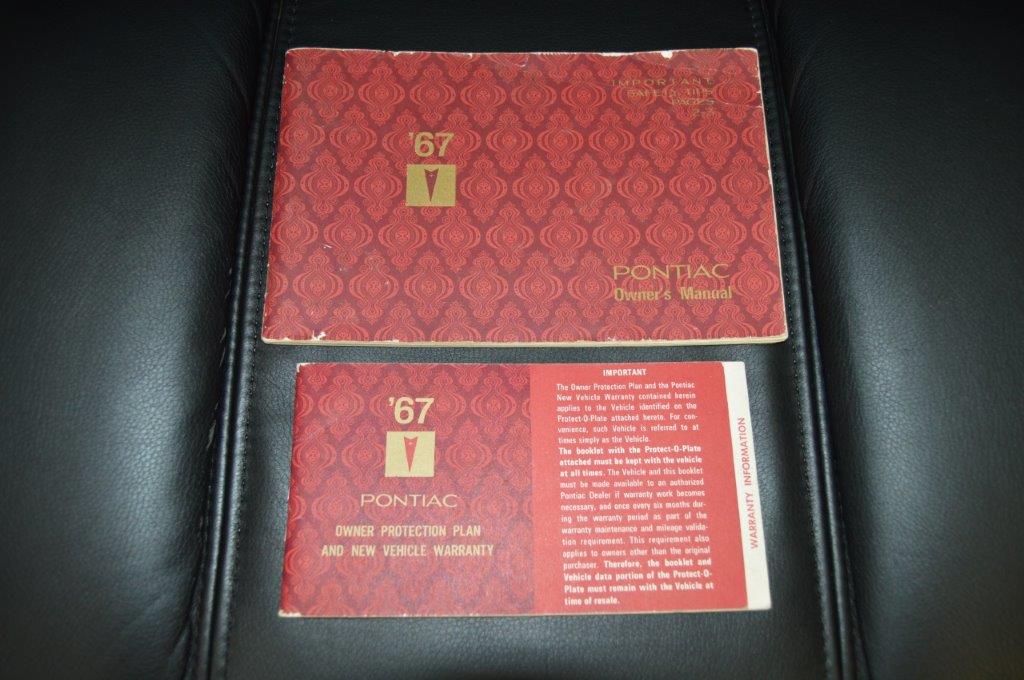 IMPORTANT
SAFETY TIPS
PAGES
'67
PONTIAC
Owner's Manual
'67
PONTIAC
OWNER PROTECTION PLAN
AND NEW VEHICLE WARRANTY
IMPORTANT
The Owner Protection Plan and the Pontiac
New Vehicle Warranty contained herein
applies to the Vehicle identified on the
Protect-O-Plate attached hereto. For con-
venience, such Vehicle is referred to at
times simply as the Vehicle.
The booklet with the Protect-O-Plate
attached must be kept with the vehicle
at all times. The Vehicle and this booklet
must be made available to an authorized
Pontiac Dealer if warranty work becomes
necessary, and once every six months dur-
ing the warranty period as part of the
warranty maintenance and mileage valida-
tion requirement. This requirement also
applies to owners other than the original
purchaser. Therefore, the booklet and
Vehicle data portion of the Protect-O-
Plate must remain with the Vehicle at
time of resale.
WARRANTY INFORMATION